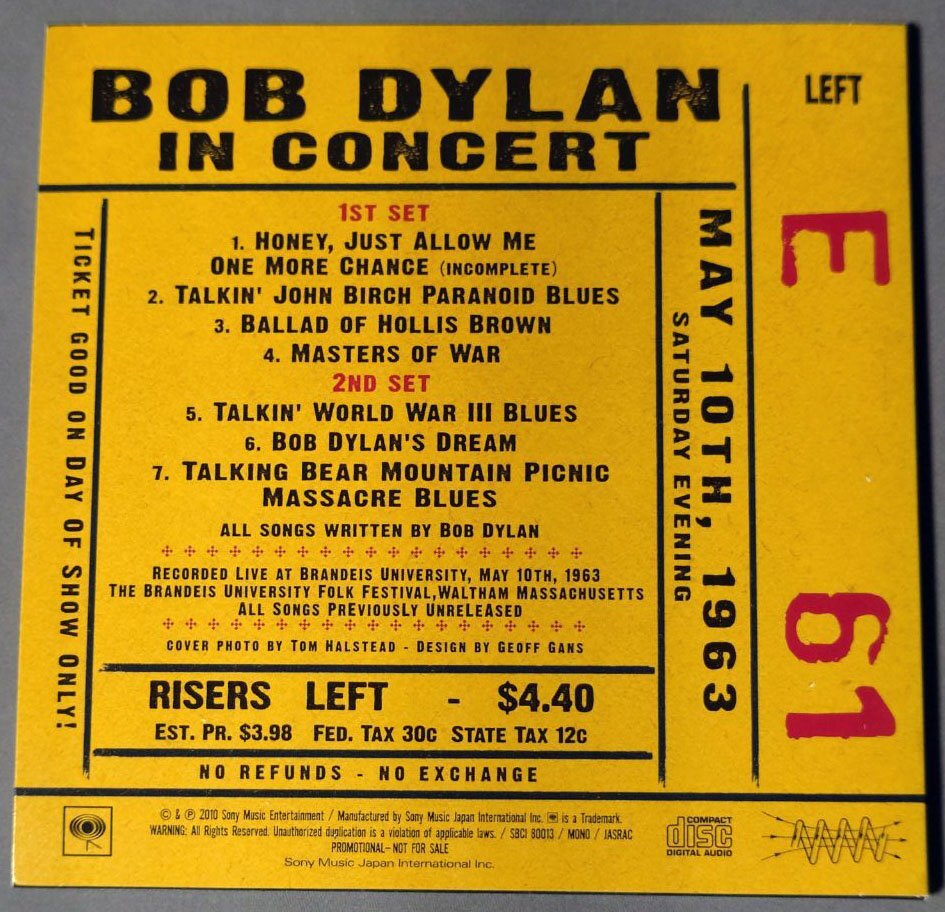 BOB DYLAN
IN CONCERT
1ST SET
1. HONEY, JUST ALLOW ME
ONE MORE CHANCE (INCOMPLETE)
2. TALKIN' JOHN BIRCH PARANOID BLUES
3. BALLAD OF HOLLIS BROWN
4. MASTERS OF WAR
2ND SET
5. TALKIN' WORLD WAR III BLUES
6. BOB DYLAN'S DREAM
7. TALKING BEAR MOUNTAIN PICNIC
MASSACRE BLUES
ALL SONGS WRITTEN BY BOB DYLAN
RECORDED LIVE AT BRANDEIS UNIVERSITY, MAY 10TH, 1963
THE BRANDEIS UNIVERSITY FOLK FESTIVAL,WALTHAM MASSACHUSETTS
ALL SONGS PREVIOUSLY UNRELEASED
COVER PHOTO BY TOM HALSTEAD - DESIGN BY GEOFF GANS
TICKET GOOD ON DAY OF SHOW ONLY!
MAY 10TH, 1963
SATURDAY EVENING
LEFT
E 61
RISERS LEFT - $4.40
EST. PR. $3.98 FED. TAX 30C STATE TAX 12C
NO REFUNDS - NO EXCHANGE
© & ℗ 2010 Sony Music Entertainment / Manufactured by Sony Music Japan International Inc. is a Trademark.
WARNING: All Rights Reserved. Unauthorized duplication is a violation of applicable laws. / SBCI 80013 / MONO / JASRAC
PROMOTIONAL- NOT FOR SALE
Sony Music Japan International Inc.
COMPACT
disc
DIGITAL AUDIO